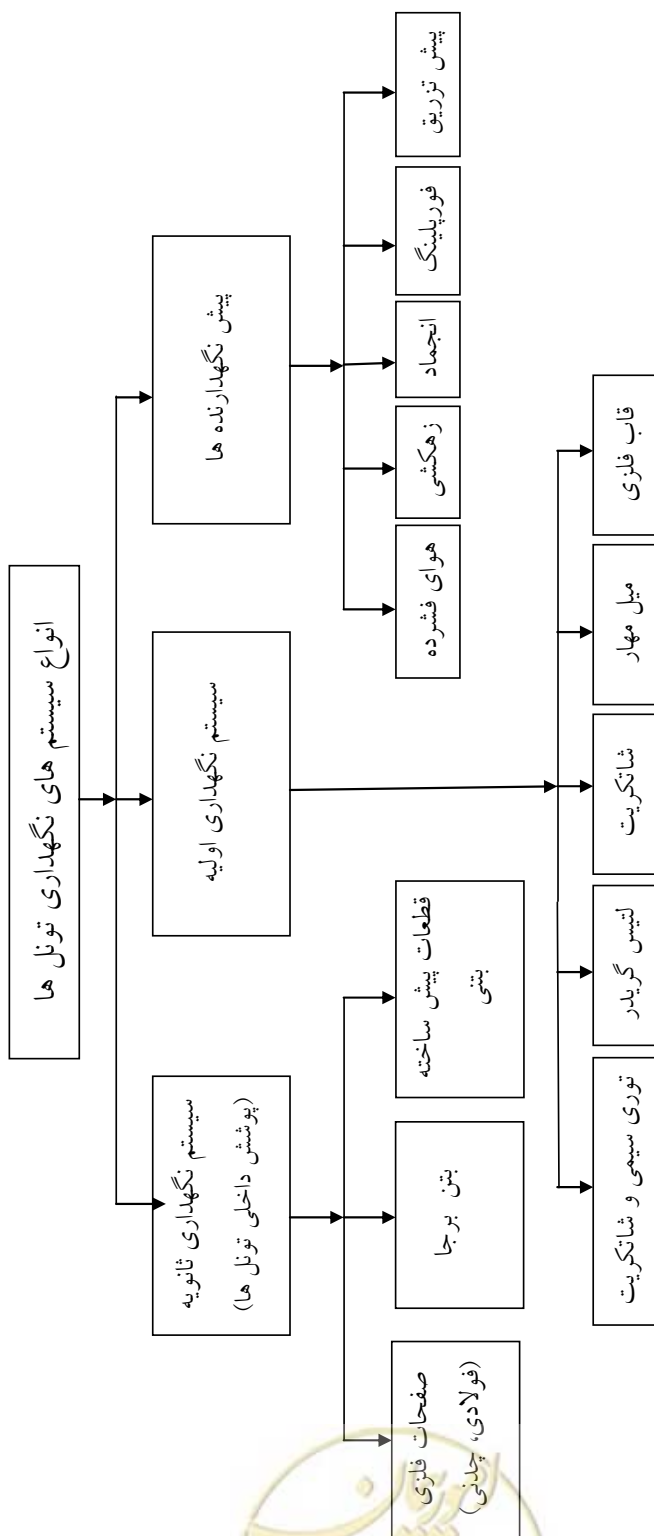 انواع سیستم های نگهداری تونل ها
پیش نگهدارنده ها
سیستم نگهداری اولیه
سیستم نگهداری ثانویه
(پوشش داخلی تونل ها)
پیش تزریق
فورپلینگ
انجماد
زهکشی
هوای فشرده
قطعات پیش ساخته
بتنی
بتن برجا
صفحات فلزی
(فولادی، چدنی)
قاب فلزی
میل مهار
شاتکریت
لتیس گریدر
توری سیمی و شاتکریت